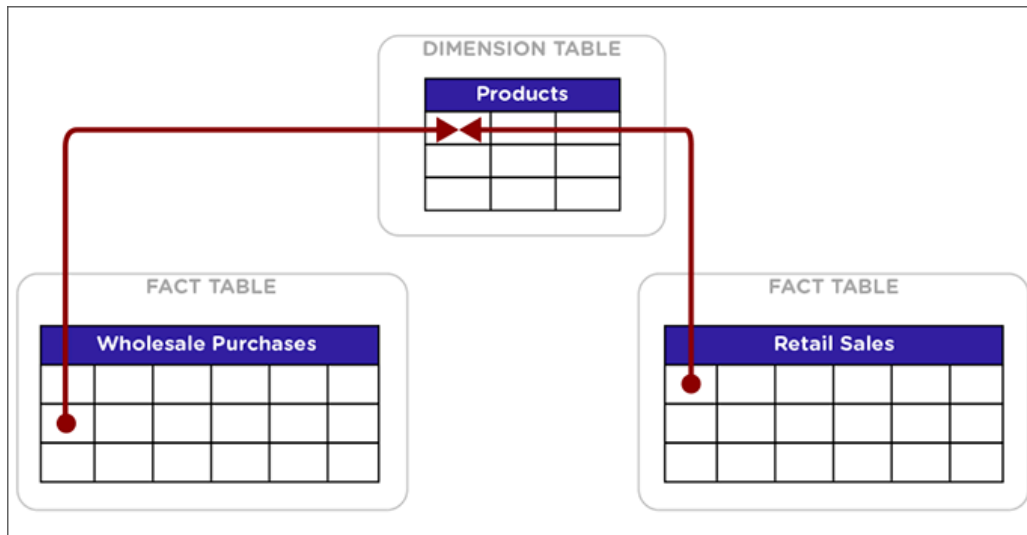 DIMENSION TABLE
Products
FACT TABLE
Wholesale Purchases
FACT TABLE
Retail Sales